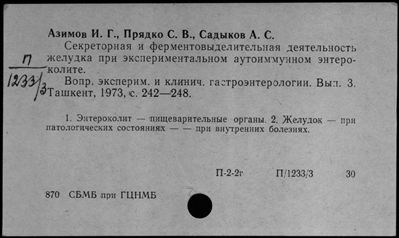 Азимов И. Г., Прядко С. В., Садыков А. С.
Секреторная и ферментовыделительная деятельность
желудка при экспериментальном аутоиммунном энтеро-
колите.
П
1233/3
Вопр. эксперим. и клинич. гастроэнтерологии. Вып. 3.
Ташкент, 1973, с. 242—248.
1. Энтероколит — пищеварительные органы. 2. Желудок — при
патологических состояниях — — при внутренних болезнях.
П-2-2г П/1233/3 30
870 СБМБ при ГЦНМБ